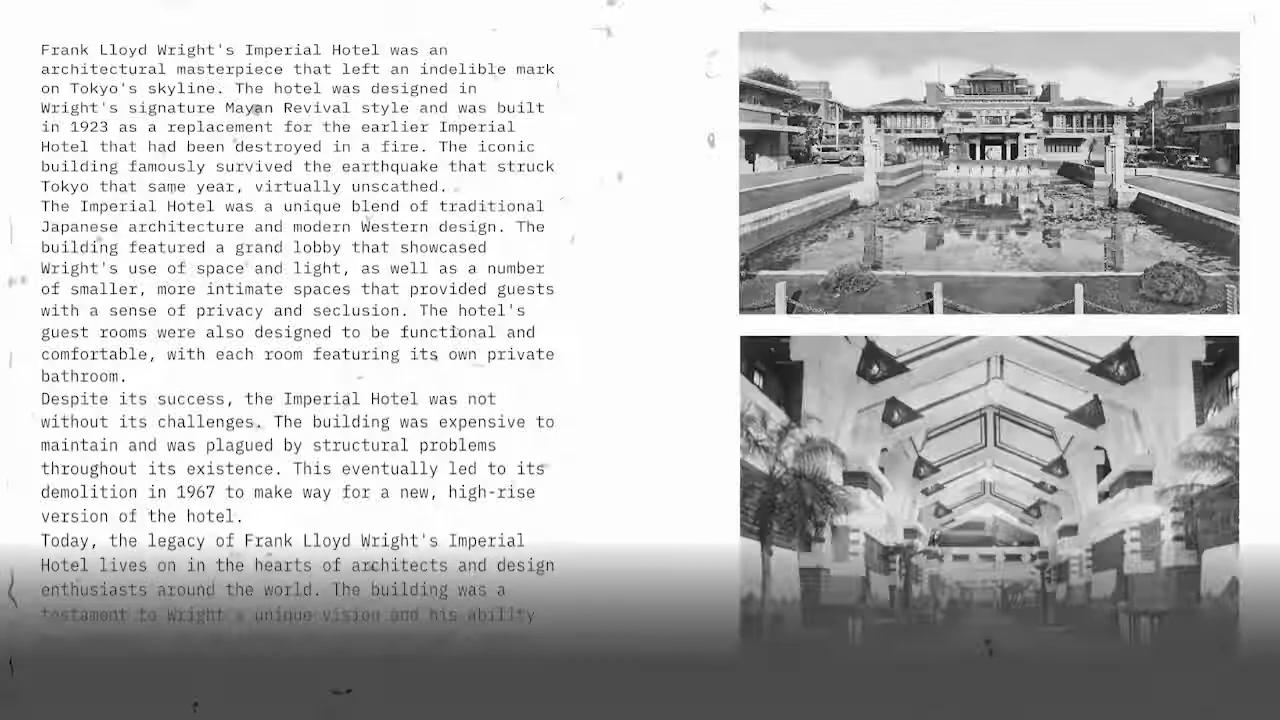 Frank Lloyd Wright's Imperial Hotel was an
architectural masterpiece that left an indelible mark
on Tokyo's skyline. The hotel was designed in
Wright's signature Mayan Revival style and was built
in 1923 as a replacement for the earlier Imperial
Hotel that had been destroyed in a fire. The iconic
building famously survived the earthquake that struck
Tokyo that same year, virtually unscathed.
The Imperial Hotel was a unique blend of traditional
Japanese architecture and modern Western design. The
building featured a grand lobby that showcased
Wright's use of space and light, as well as a number
of smaller, more intimate spaces that provided guests
with a sense of privacy and seclusion. The hotel's
guest rooms were also designed to be functional and
comfortable, with each room featuring its own private
bathroom.
Despite its success, the Imperial Hotel was not
without its challenges. The building was expensive to
maintain and was plagued by structural problems
throughout its existence. This eventually led to its
demolition in 1967 to make way for a new, high-rise
version of the hotel.
Today, the legacy of Frank Lloyd Wright's Imperial
Hotel lives on in the hearts of architects and design
enthusiasts around the world. The building was a
testament to Wright's unique vision and his ability